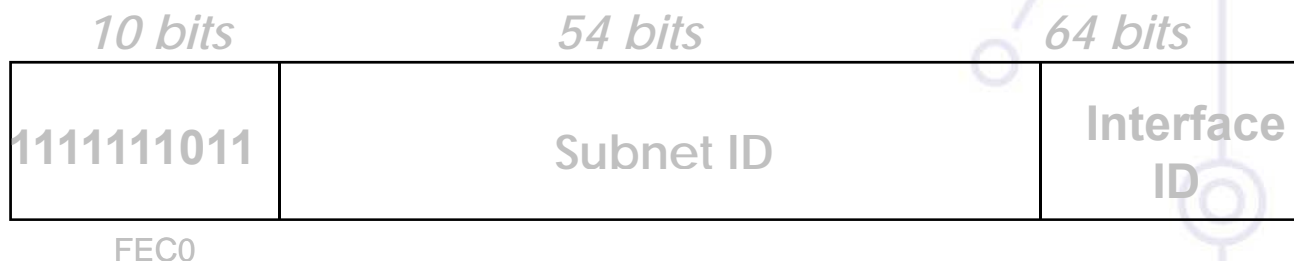 10 bits 54 bits 64 bits
1111111011 Subnet ID Interface
ID
FEC0